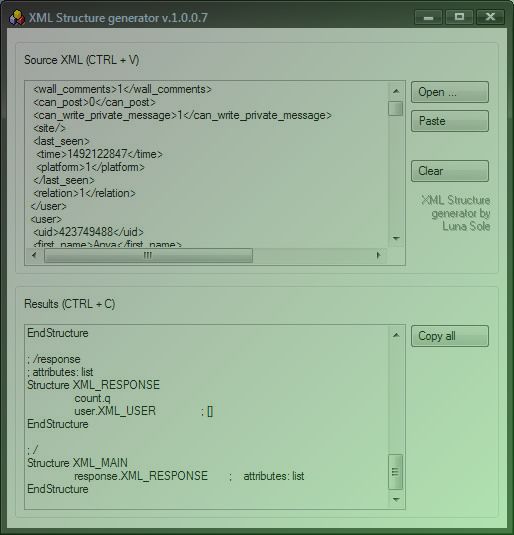 XML Structure generator v.1.0.0.7
Source XML (CTRL + V)
<wall_comments>1</wall_comments>
<can_post>0</can_post>
<can_write_private_message>1</can_write_private_message>
<site/>
<last_seen>
<time>1492122847</time>
<platform>1</platform>
</last_seen>
<relation>1</relation>
</user>
<user>
<uid>423749488</uid>
<first_name>Anya</first_name>
Open ...
Paste
Clear
XML Structure
generator by
Luna Sole
Results (CTRL + C)
EndStructure
; /response
; attributes: list
Structure XML_RESPONSE
count.q
user.XML_USER ; []
EndStructure
; /
Structure XML_MAIN
response.XML_RESPONSE ; attributes: list
EndStructure
Copy all